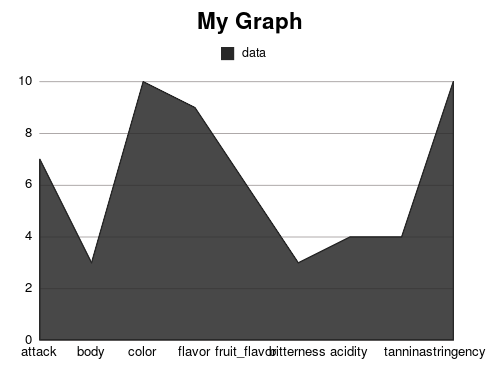 My Graph
data
10
8
6
4
2
0
attack body color flavor fruit_flavor bitterness acidity tannin astringency